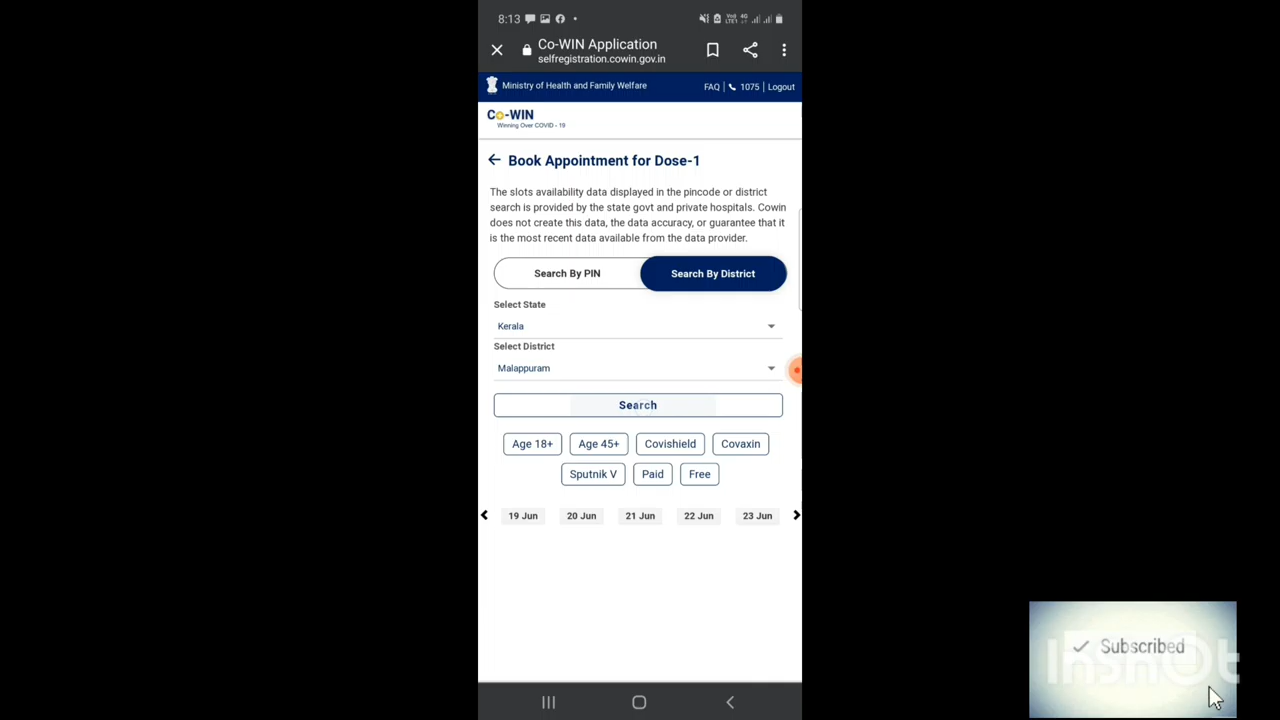 8:13
Co-WIN Application
selfregistration.cowin.gov.in
Ministry of Health and Family Welfare
FAQ | 1075 | Logout
Co-WIN
Winning Over COVID - 19
Book Appointment for Dose-1
The slots availability data displayed in the pincode or district
search is provided by the state govt and private hospitals. Cowin
does not create this data, the data accuracy, or guarantee that it
is the most recent data available from the data provider.
Search By PIN
Search By District
Select State
Kerala
Select District
Malappuram
Search
Age 18+
Age 45+
Covishield
Covaxin
Sputnik V
Paid
Free
19 Jun
20 Jun
21 Jun
22 Jun
23 Jun
Subscribed
InShOt